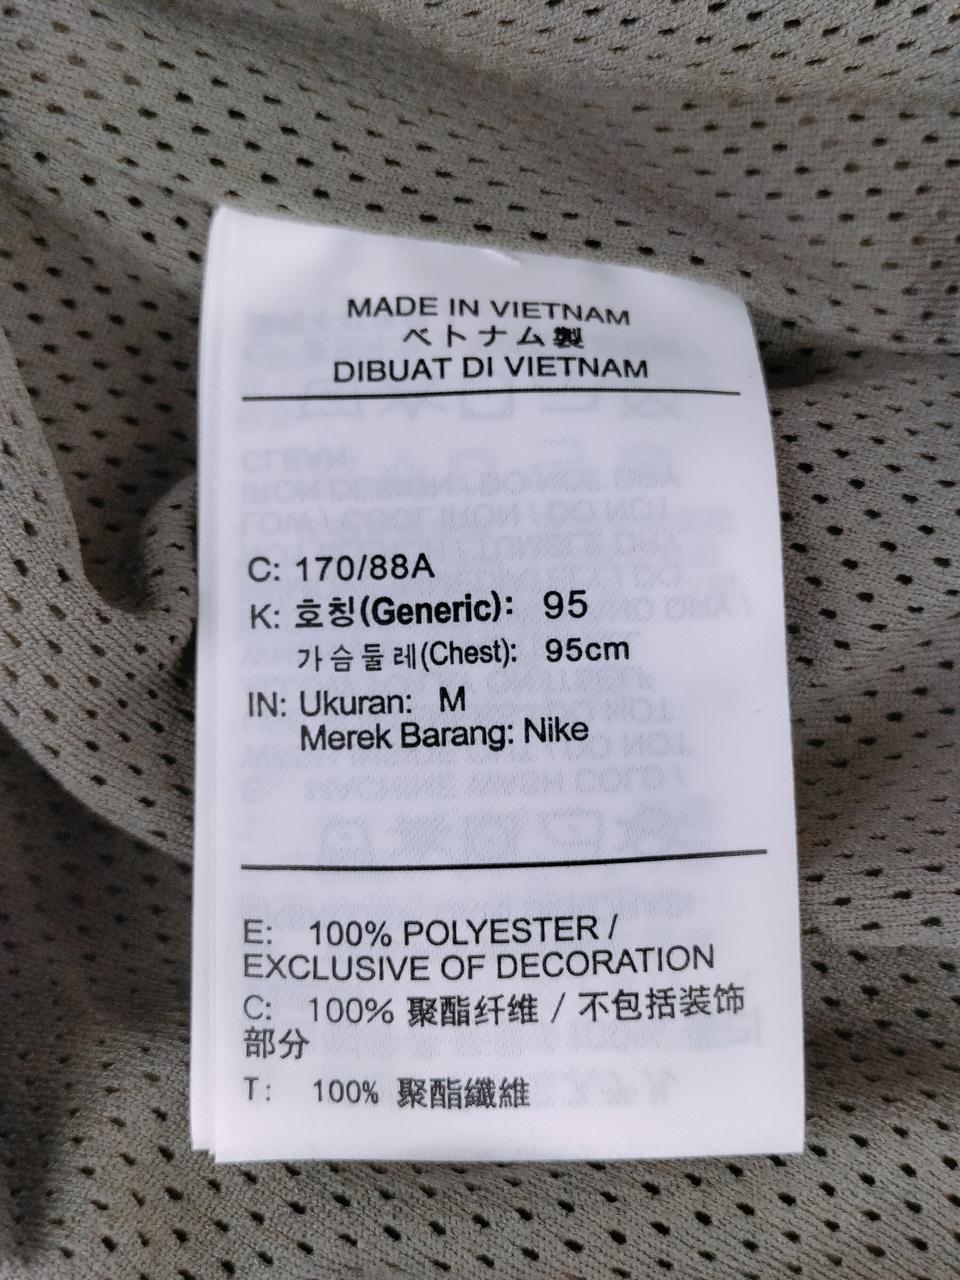 MADE IN VIETNAM
ベトナム製
DIBUAT DI VIETNAM
C: 170/88A
K: 호칭(Generic): 95
가슴둘레(Chest): 95cm
IN: Ukuran: M
Merek Barang: Nike
E: 100% POLYESTER /
EXCLUSIVE OF DECORATION
C: 100% 聚酯纤维 / 不包括装饰
部分
T: 100% 聚酯纖維